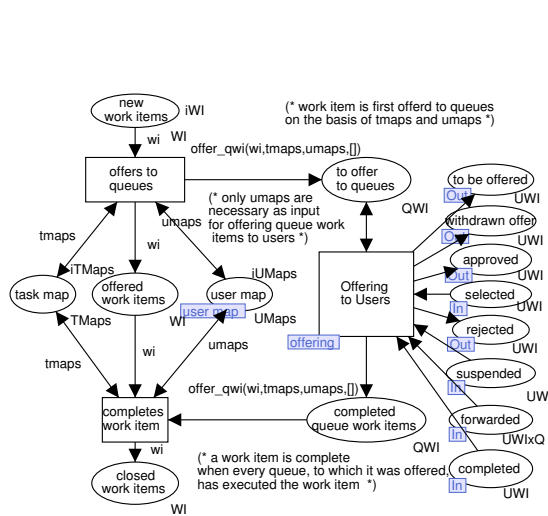 new
work items
iWI
WI
(* work item is first offerd to queues
on the basis of tmaps and umaps *)
wi
offer_qwi(wi,tmaps,umaps,[])
offers to
queues
to offer
to queues
QWI
to be offered
Out
UWI
(* only umaps are
necessary as input
for offering queue work
items to users *)
withdrawn offer
Out
UWI
tmaps
wi
umaps
iTMaps
iUMaps
Offering
to Users
offering
approved
Out
UWI
task map
TMaps
offered
work items
WI
user map
user map
UMaps
selected
In
UWI
rejected
Out
UWI
tmaps
wi
umaps
suspended
In
UW
offer_qwi(wi,tmaps,umaps,[])
completes
work item
completed
queue work items
QWI
forwarded
In
UWIxQ
wi
(* a work item is complete
when every queue, to which it was offered,
has executed the work item *)
closed
work items
WI
completed
In
UWI